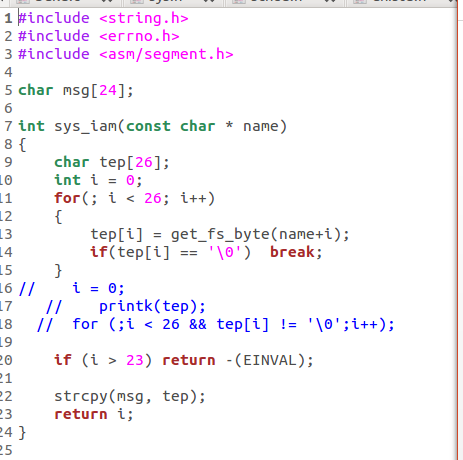 1 #include <string.h>
2 #include <errno.h>
3 #include <asm/segment.h>
4
5 char msg[24];
6
7 int sys_iam(const char * name)
8 {
9     char tep[26];
10     int i = 0;
11     for(; i < 26; i++)
12     {
13         tep[i] = get_fs_byte(name+i);
14         if(tep[i] == '\0')  break;
15     }
16 //    i = 0;
17    //    printk(tep);
18   //  for (;i < 26 && tep[i] != '\0';i++);
19
20     if (i > 23) return -(EINVAL);
21
22     strcpy(msg, tep);
23     return i;
24 }
25